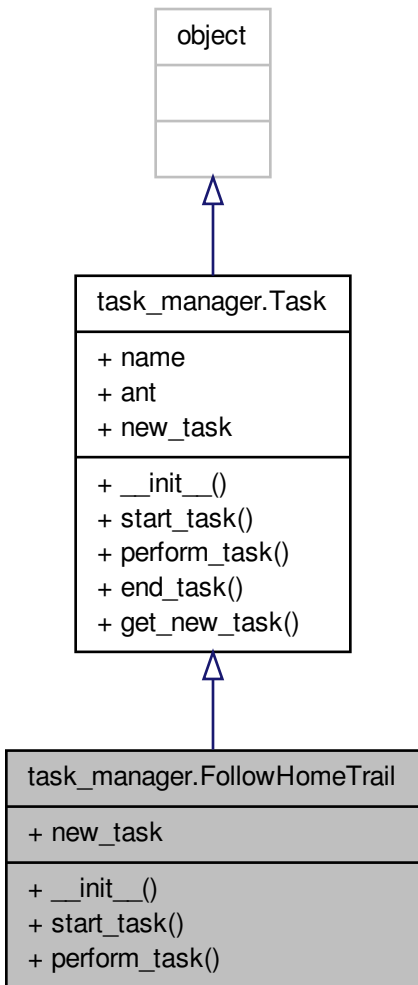 object
task_manager.Task
+ name
+ ant
+ new_task
+ __init__()
+ start_task()
+ perform_task()
+ end_task()
+ get_new_task()
task_manager.FollowHomeTrail
+ new_task
+ __init__()
+ start_task()
+ perform_task()